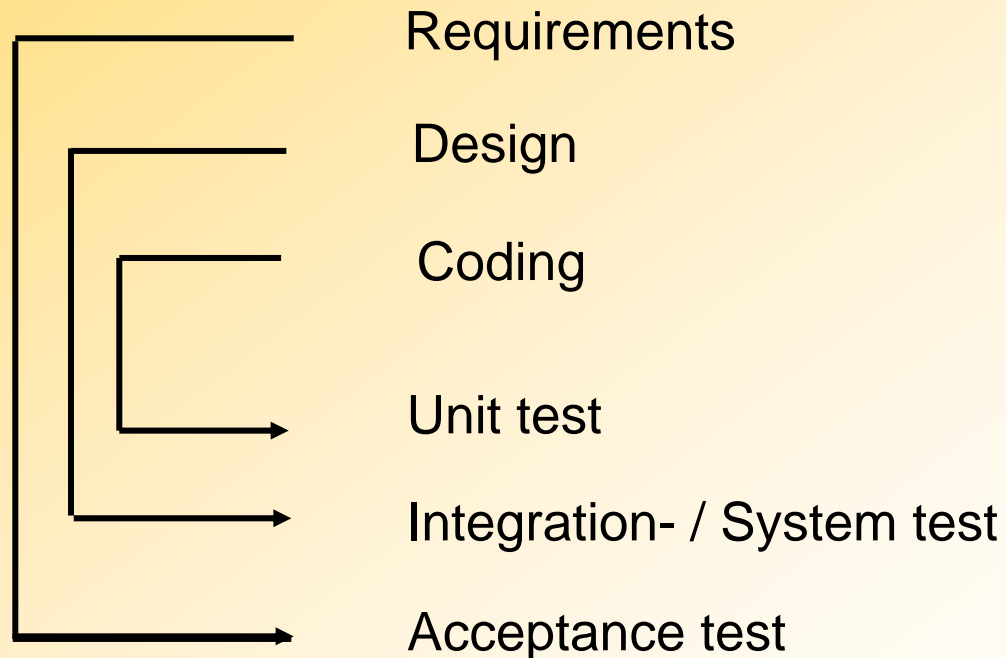 Requirements
Design
Coding
Unit test
Integration- / System test
Acceptance test